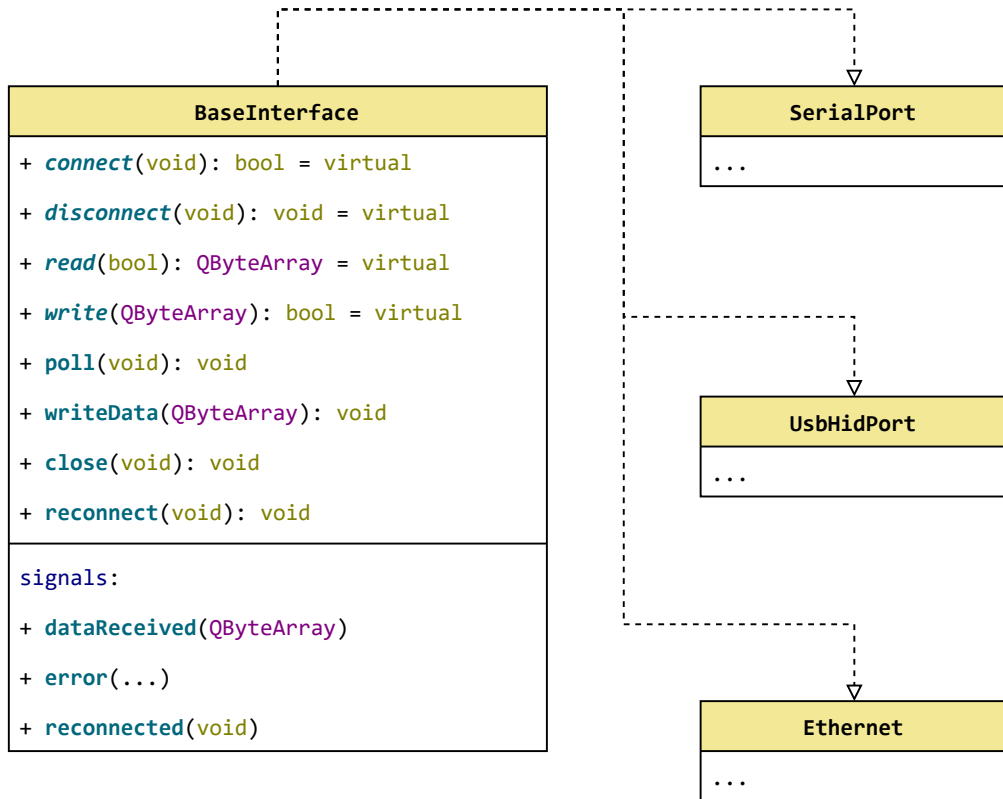 BaseInterface
+ connect(void): bool = virtual
+ disconnect(void): void = virtual
+ read(bool): QByteArray = virtual
+ write(QByteArray): bool = virtual
+ poll(void): void
+ writeData(QByteArray): void
+ close(void): void
+ reconnect(void): void
signals:
+ dataReceived(QByteArray)
+ error(...)
+ reconnected(void)
SerialPort
...
UsbHidPort
...
Ethernet
...